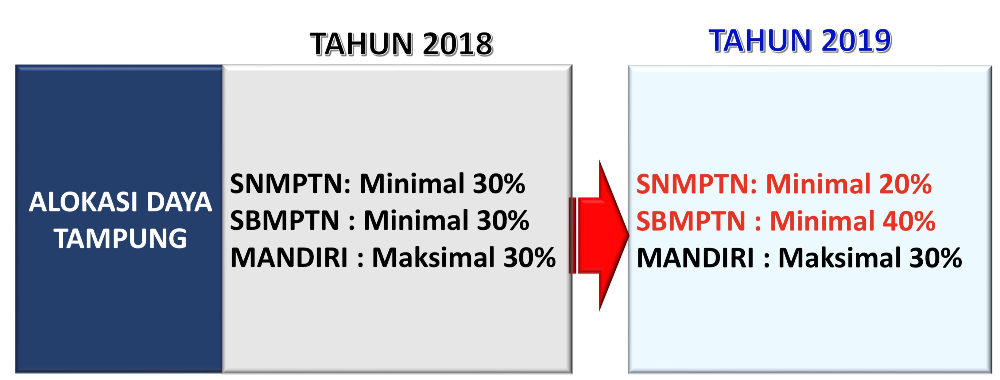 TAHUN 2018
TAHUN 2019
ALOKASI DAYA
TAMPUNG
SNMPTN: Minimal 30%
SBMPTN : Minimal 30%
MANDIRI : Maksimal 30%
SNMPTN: Minimal 20%
SBMPTN : Minimal 40%
MANDIRI : Maksimal 30%